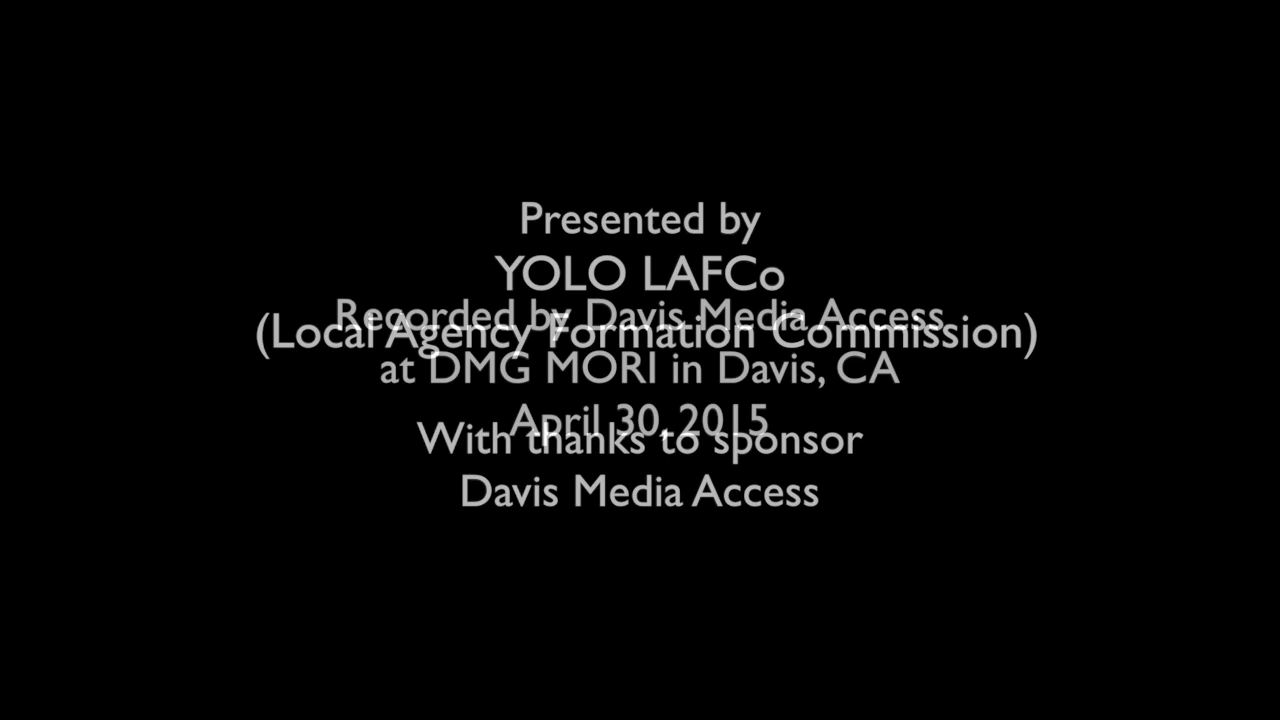 Presented by
YOLO LAFCo
Recorded by Davis Media Access
(Local Agency Formation Commission)
at DMG MORI in Davis, CA
April 30, 2015
With thanks to sponsor
Davis Media Access